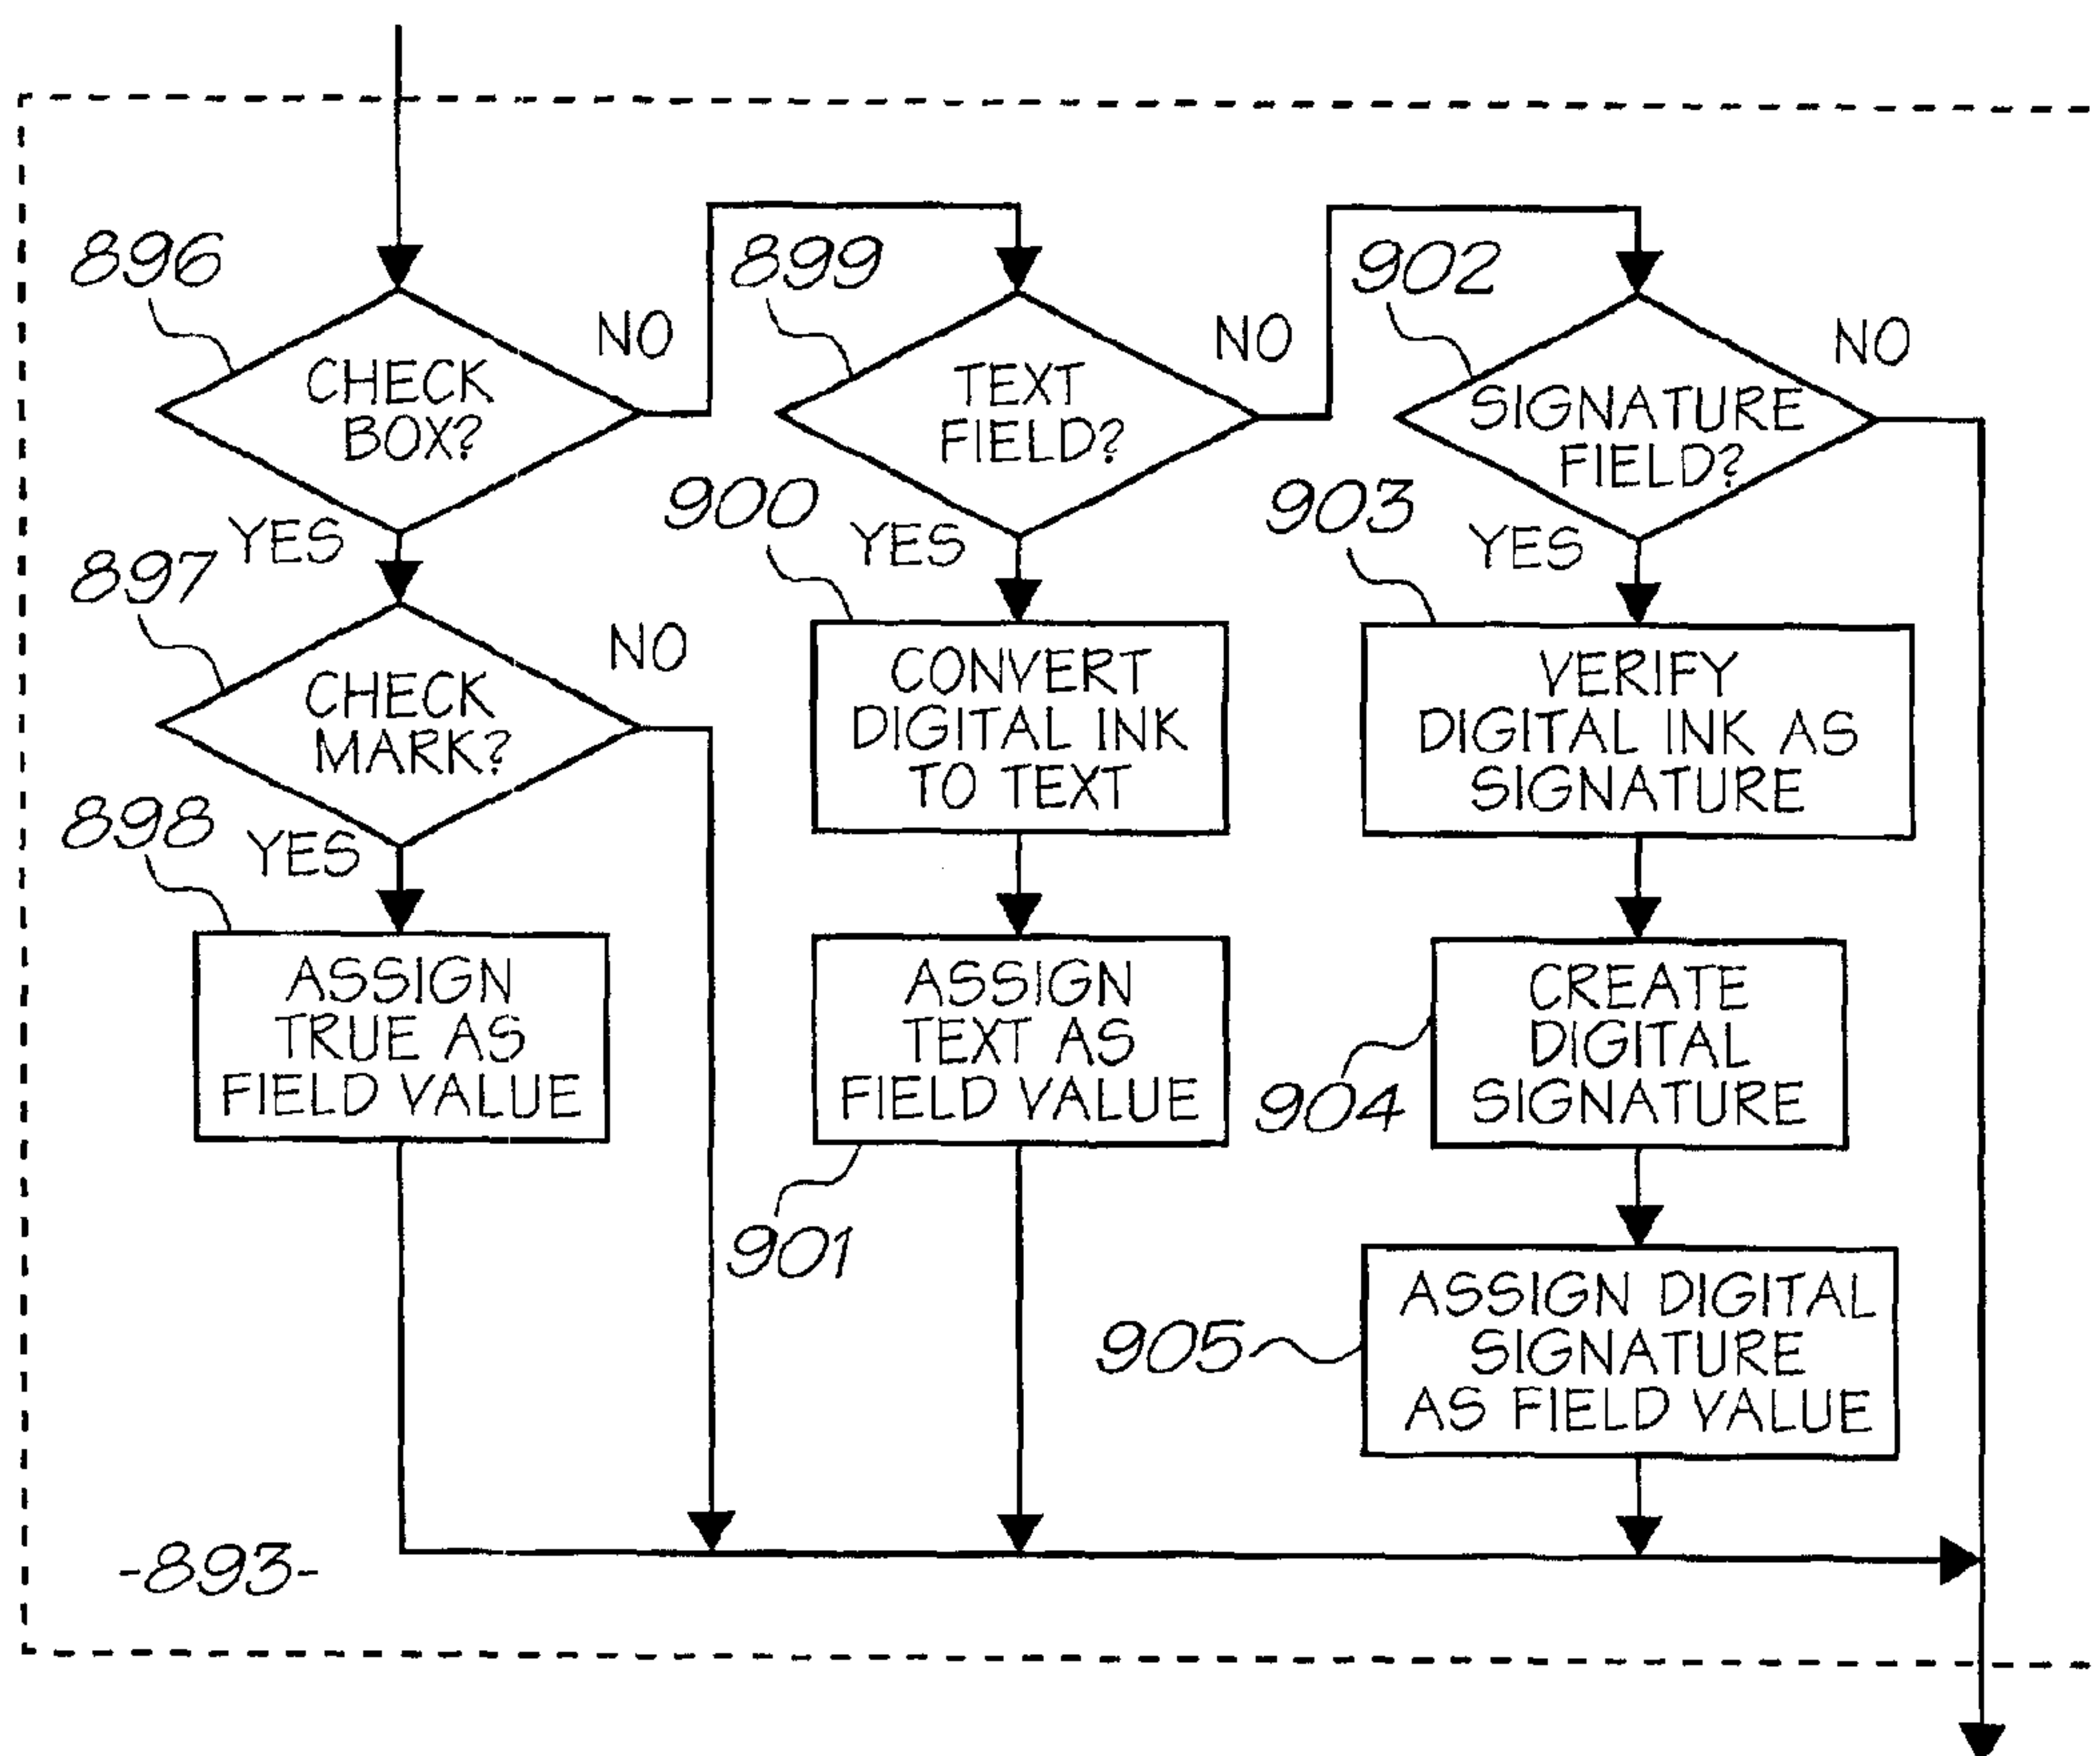 896
CHECK
BOX?
NO
YES
897
CHECK
MARK?
NO
YES
898
ASSIGN
TRUE AS
FIELD VALUE
899
TEXT
FIELD?
NO
YES
900
CONVERT
DIGITAL INK
TO TEXT
ASSIGN
TEXT AS
FIELD VALUE
901
902
SIGNATURE
FIELD?
NO
YES
903
VERIFY
DIGITAL INK AS
SIGNATURE
CREATE
DIGITAL
SIGNATURE
904
ASSIGN DIGITAL
SIGNATURE
AS FIELD VALUE
905
-893-